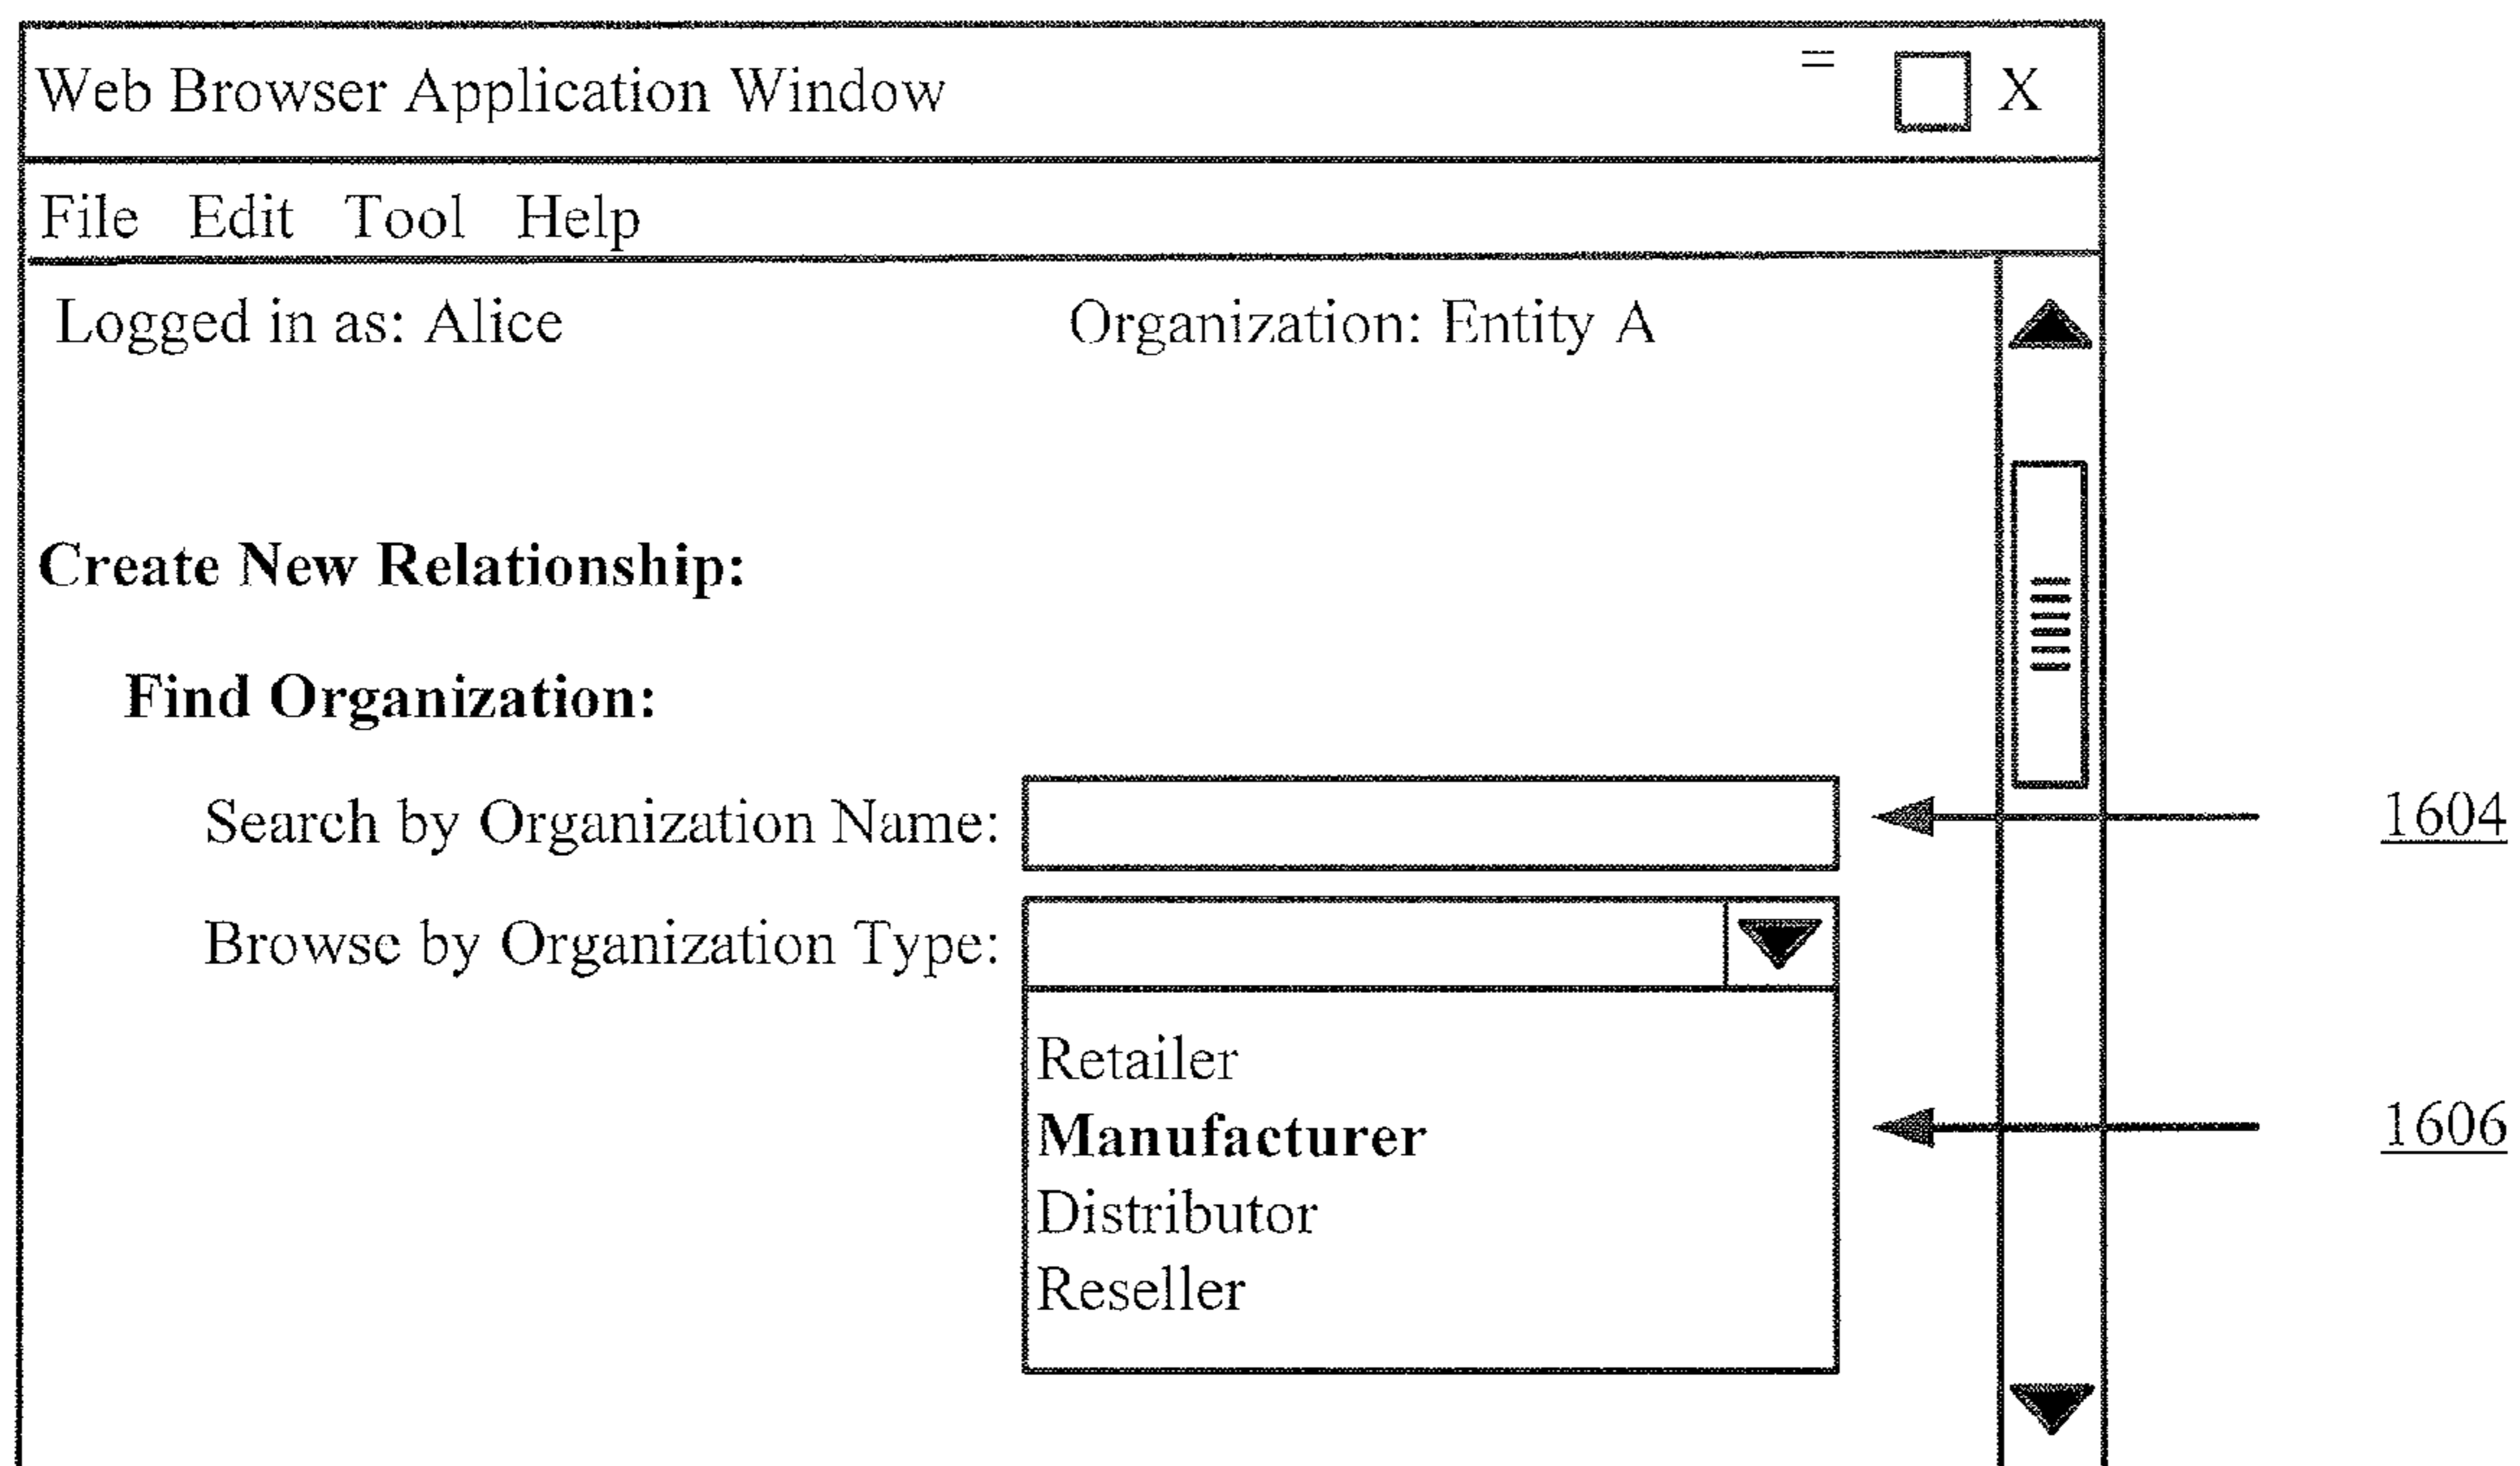 Web Browser Application Window = X
File Edit Tool Help
Logged in as: Alice Organization: Entity A
Create New Relationship:
Find Organization:
Search by Organization Name: 1604
Browse by Organization Type:
Retailer
Manufacturer 1606
Distributor
Reseller